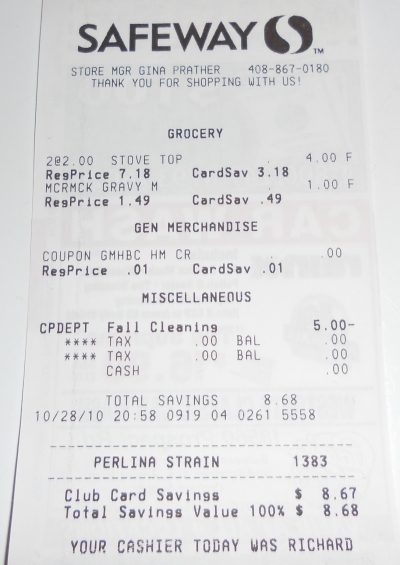 SAFEWAY TM
STORE MGR GINA PRATHER 408-867-0180
THANK YOU FOR SHOPPING WITH US!
GROCERY
2@2.00 STOVE TOP . 4.00 F
RegPrice 7.18 CardSav 3.18
MCRMCK GRAVY M . 1.00 F
RegPrice 1.49 CardSav .49
GEN MERCHANDISE
COUPON GMHBC HM CR . .00
RegPrice .01 CardSav .01
MISCELLANEOUS
CPDEPT Fall Cleaning 5.00-
**** TAX .00 BAL .00
**** TAX .00 BAL .00
CASH .00
TOTAL SAVINGS 8.68
10/28/10 20:58 0919 04 0261 5558
PERLINA STRAIN 1383
Club Card Savings $ 8.67
Total Savings Value 100% $ 8.68
YOUR CASHIER TODAY WAS RICHARD